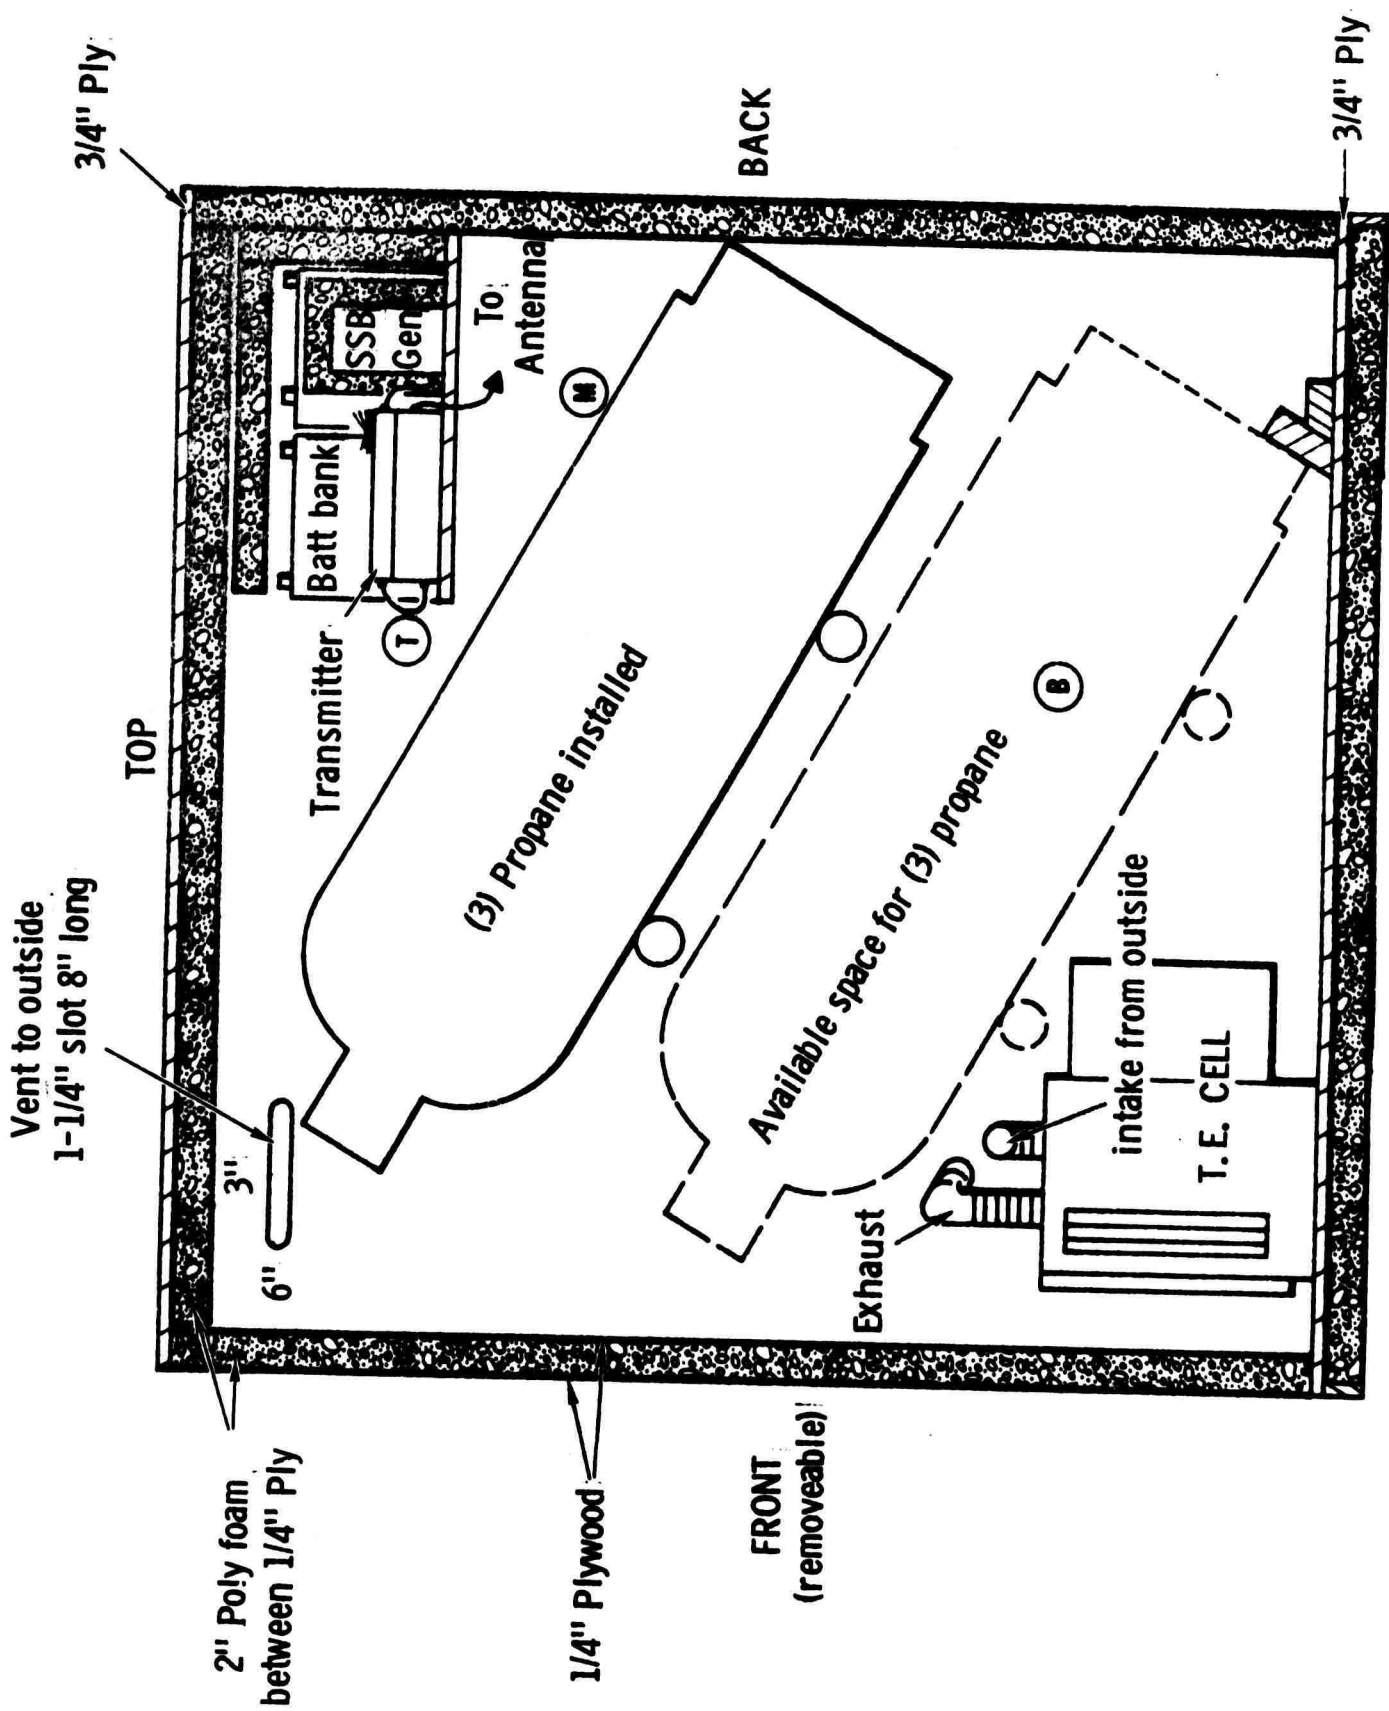 Vent to outside
1-1/4" slot 8" long
TOP
3/4" Ply
2" Poly foam
between 1/4" Ply
6"
3"
Transmitter
T
Batt bank
SSB
Gen
To
Antenna
M
(3) Propane installed
1/4" Plywood
FRONT
(removeable)
BACK
Available space for (3) propane
B
Exhaust
intake from outside
T.E. CELL
3/4" Ply